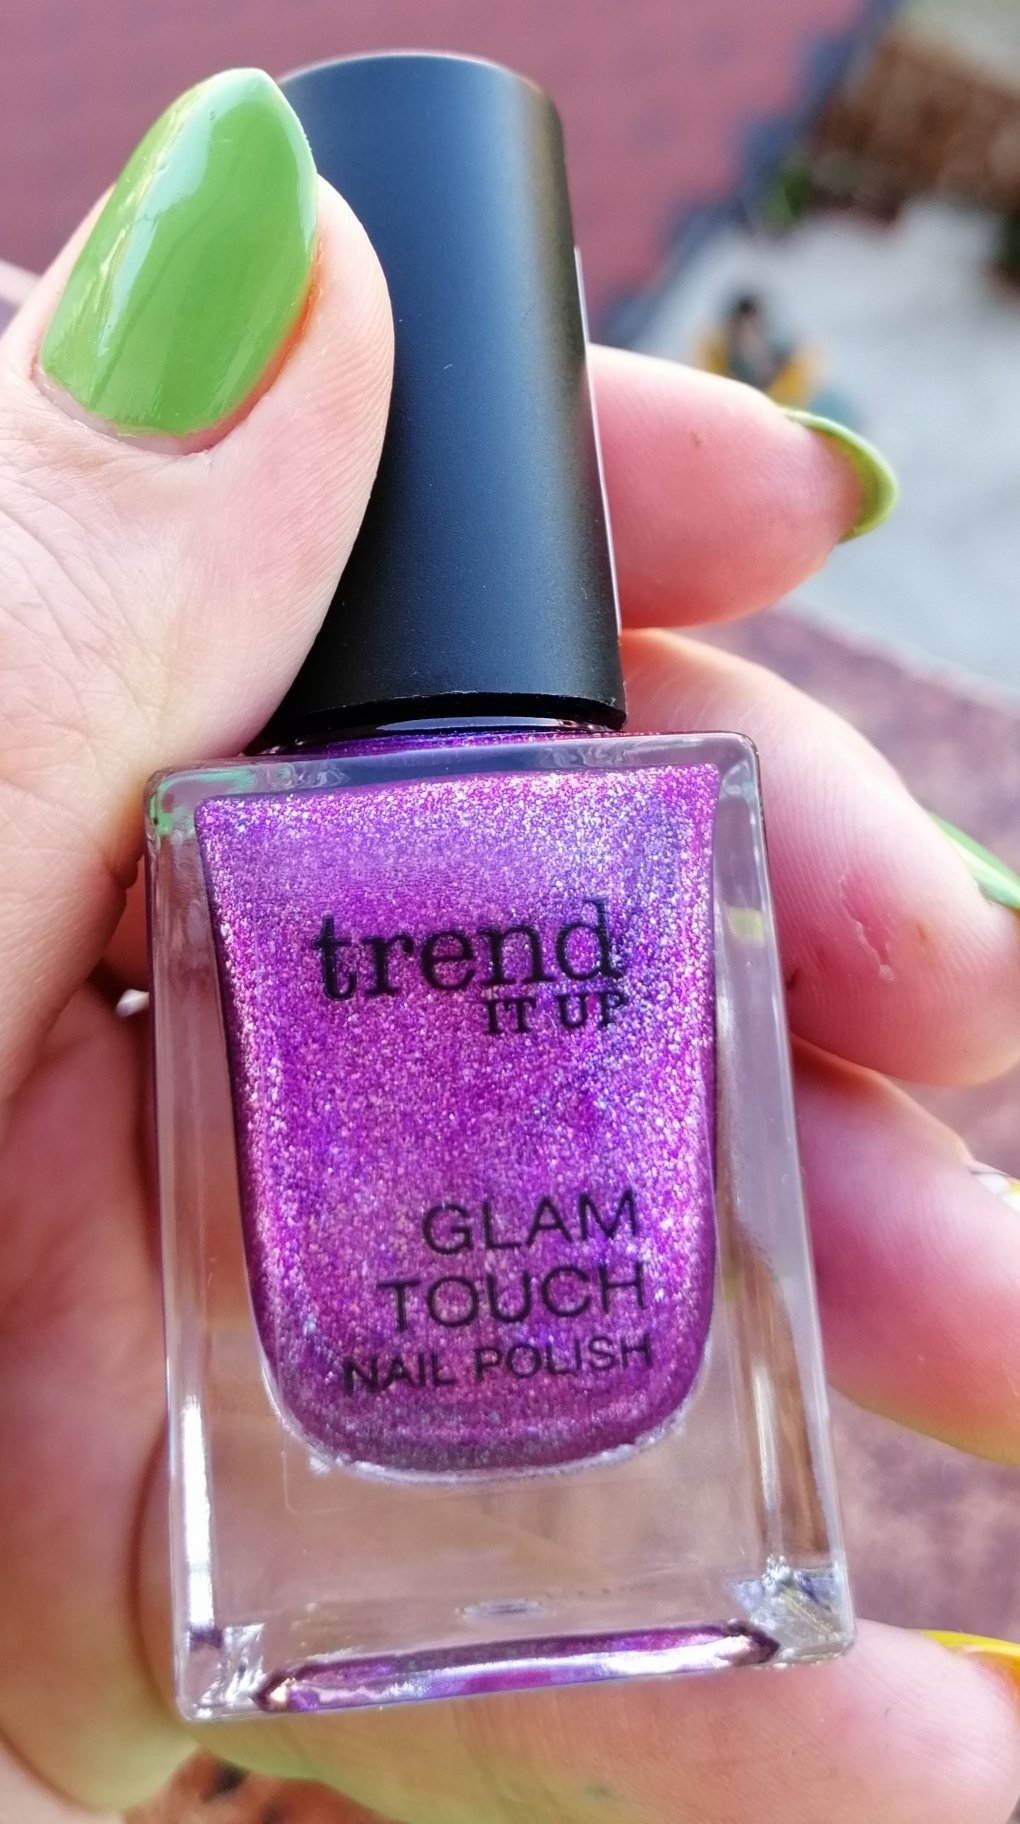 trend
IT UP
GLAM
TOUCH
NAIL POLISH